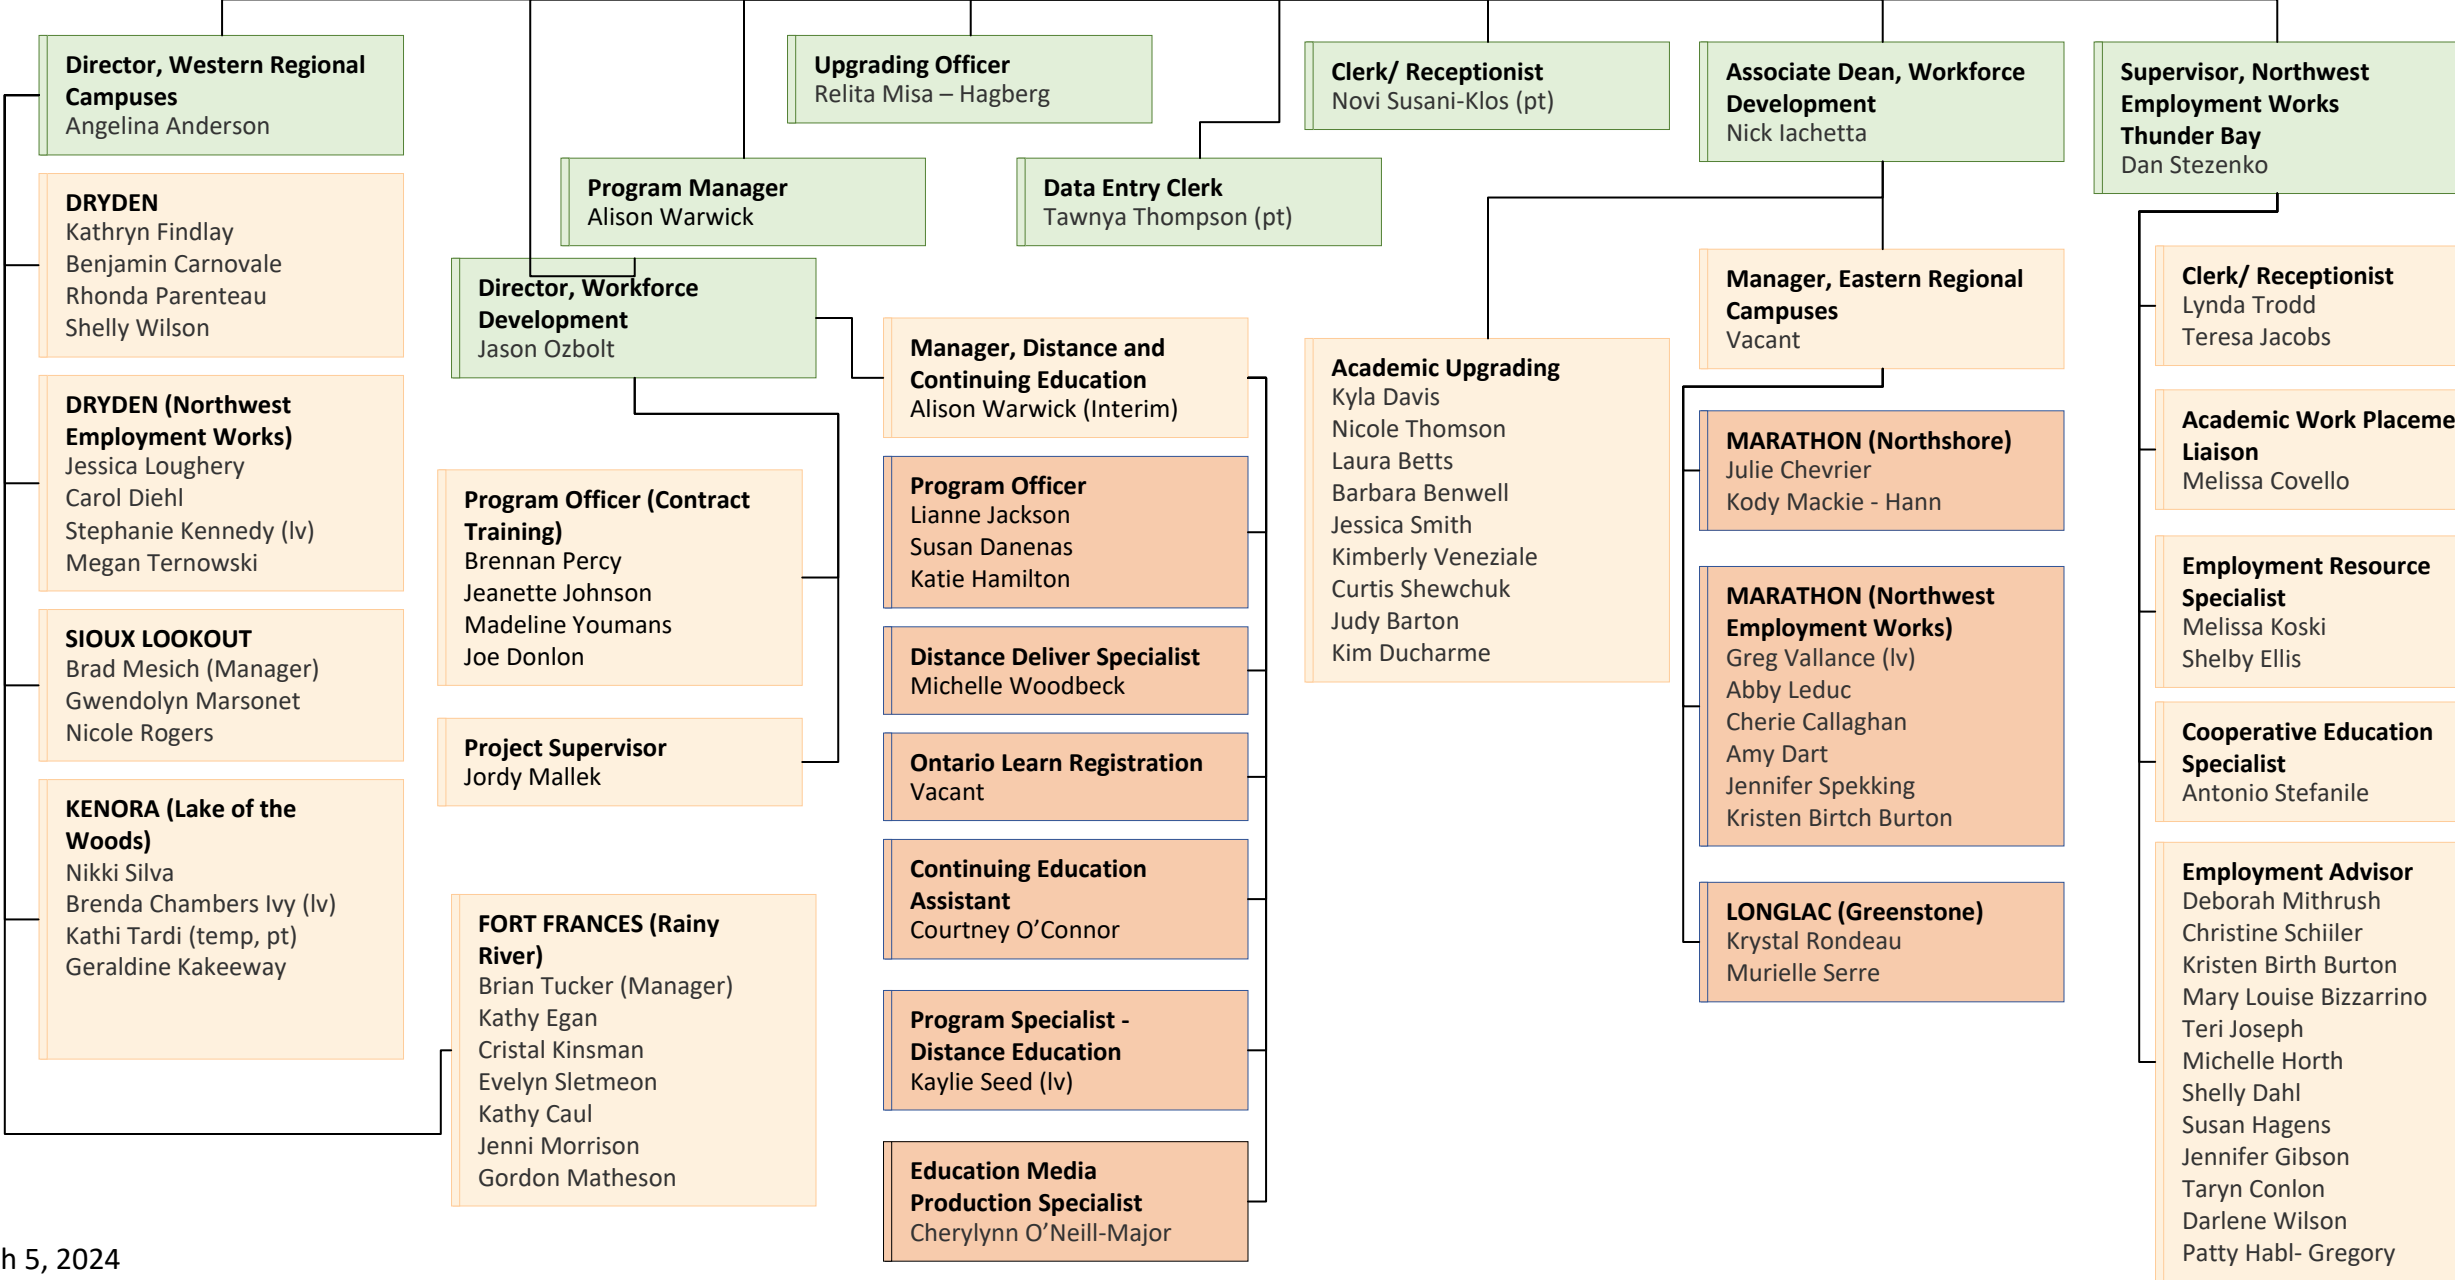 Director, Western Regional
Campuses
Angelina Anderson
DRYDEN
Kathryn Findlay
Benjamin Carnovale
Rhonda Parenteau
Shelly Wilson
DRYDEN (Northwest
Employment Works)
Jessica Loughery
Carol Diehl
Stephanie Kennedy (lv)
Megan Ternowski
SIOUX LOOKOUT
Brad Mesich (Manager)
Gwendolyn Marsonet
Nicole Rogers
KENORA (Lake of the
Woods)
Nikki Silva
Brenda Chambers Ivy (lv)
Kathi Tardi (temp, pt)
Geraldine Kakeeway
FORT FRANCES (Rainy
River)
Brian Tucker (Manager)
Kathy Egan
Cristal Kinsman
Evelyn Sletmeon
Kathy Caul
Jenni Morrison
Gordon Matheson
Director, Workforce
Development
Jason Ozbolt
Program Officer (Contract
Training)
Brennan Percy
Jeanette Johnson
Madeline Youmans
Joe Donlon
Project Supervisor
Jordy Mallek
Program Manager
Alison Warwick
Upgrading Officer
Relita Misa – Hagberg
Manager, Distance and
Continuing Education
Alison Warwick (Interim)
Program Officer
Lianne Jackson
Susan Danenas
Katie Hamilton
Distance Deliver Specialist
Michelle Woodbeck
Ontario Learn Registration
Vacant
Continuing Education
Assistant
Courtney O’Connor
Program Specialist -
Distance Education
Kaylie Seed (lv)
Education Media
Production Specialist
Cherylynn O’Neill-Major
Data Entry Clerk
Tawnya Thompson (pt)
Clerk/ Receptionist
Novi Susani-Klos (pt)
Associate Dean, Workforce
Development
Nick Iachetta
Academic Upgrading
Kyla Davis
Nicole Thomson
Laura Betts
Barbara Benwell
Jessica Smith
Kimberly Veneziale
Curtis Shewchuk
Judy Barton
Kim Ducharme
Manager, Eastern Regional
Campuses
Vacant
MARATHON (Northshore)
Julie Chevrier
Kody Mackie - Hann
MARATHON (Northwest
Employment Works)
Greg Vallance (lv)
Abby Leduc
Cherie Callaghan
Amy Dart
Jennifer Spekking
Kristen Birtch Burton
LONGLAC (Greenstone)
Krystal Rondeau
Murielle Serre
Supervisor, Northwest
Employment Works
Thunder Bay
Dan Stezenko
Clerk/ Receptionist
Lynda Trodd
Teresa Jacobs
Academic Work Placeme
Liaison
Melissa Covello
Employment Resource
Specialist
Melissa Koski
Shelby Ellis
Cooperative Education
Specialist
Antonio Stefanile
Employment Advisor
Deborah Mithrush
Christine Schiiler
Kristen Birth Burton
Mary Louise Bizzarrino
Teri Joseph
Michelle Horth
Shelly Dahl
Susan Hagens
Jennifer Gibson
Taryn Conlon
Darlene Wilson
Patty Habl- Gregory
h 5, 2024